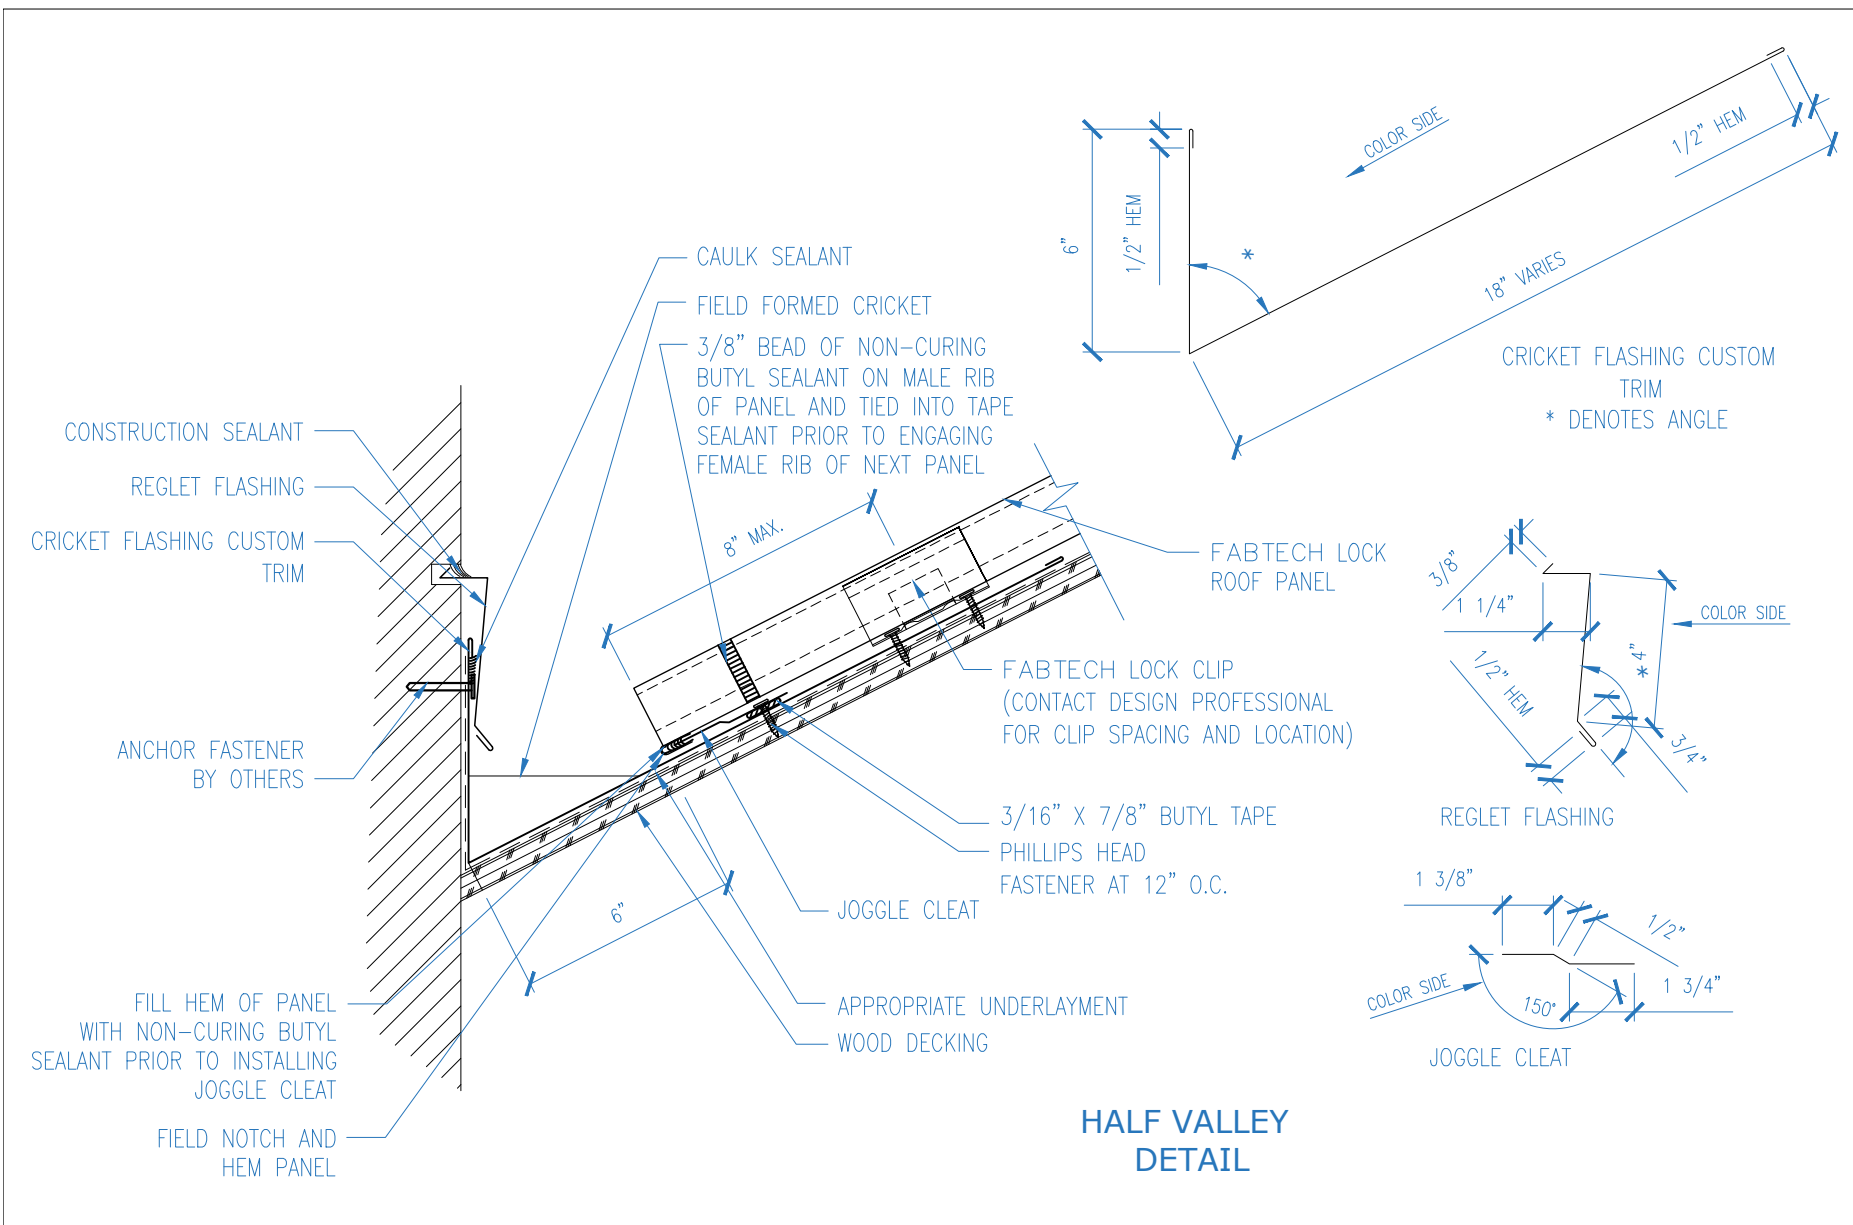 COLOR SIDE
1/2" HEM
6"
1/2" HEM
*
18" VARIES
CRICKET FLASHING CUSTOM
TRIM
* DENOTES ANGLE
CAULK SEALANT
FIELD FORMED CRICKET
3/8" BEAD OF NON-CURING
BUTYL SEALANT ON MALE RIB
OF PANEL AND TIED INTO TAPE
SEALANT PRIOR TO ENGAGING
FEMALE RIB OF NEXT PANEL
CONSTRUCTION SEALANT
REGLET FLASHING
CRICKET FLASHING CUSTOM
TRIM
ANCHOR FASTENER
BY OTHERS
8" MAX.
FABTECH LOCK
ROOF PANEL
FABTECH LOCK CLIP
(CONTACT DESIGN PROFESSIONAL
FOR CLIP SPACING AND LOCATION)
3/16" X 7/8" BUTYL TAPE
PHILLIPS HEAD
FASTENER AT 12" O.C.
JOGGLE CLEAT
6"
APPROPRIATE UNDERLAYMENT
WOOD DECKING
FILL HEM OF PANEL
WITH NON-CURING BUTYL
SEALANT PRIOR TO INSTALLING
JOGGLE CLEAT
FIELD NOTCH AND
HEM PANEL
3/8"
1 1/4"
COLOR SIDE
* 4"
1/2" HEM
3/4"
REGLET FLASHING
1 3/8"
1/2"
COLOR SIDE
150°
1 3/4"
JOGGLE CLEAT
HALF VALLEY
DETAIL